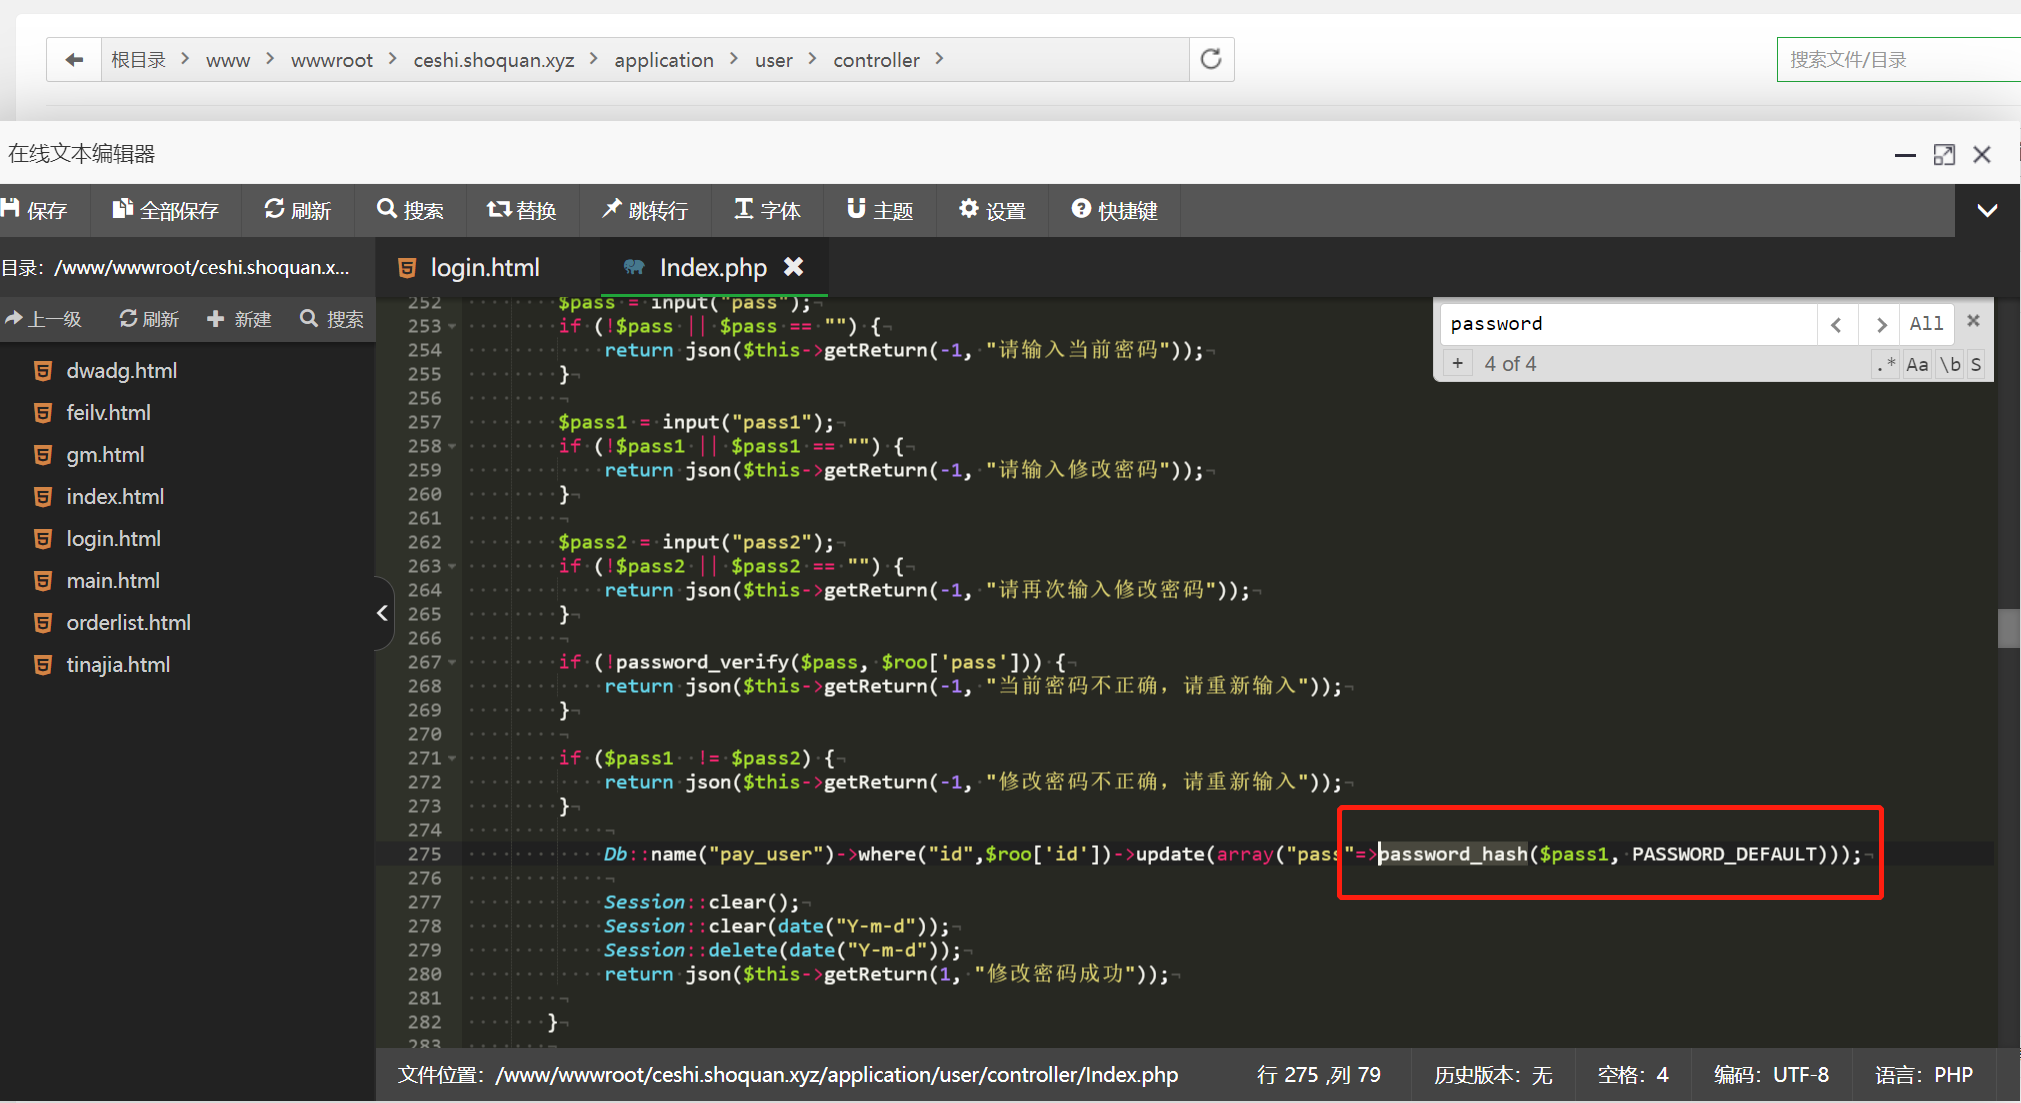 根目录 > www > wwwroot > ceshi.shoquan.xyz > application > user > controller >
搜索文件/目录
在线文本编辑器
保存 全部保存 刷新 搜索 替换 跳转行 字体 主题 设置 快捷键
目录：/www/wwwroot/ceshi.shoquan.x...
上一级 刷新 新建 搜索
dwadg.html
feilv.html
gm.html
index.html
login.html
main.html
orderlist.html
tinajia.html
login.html Index.php
password All
+ 4 of 4 .* Aa \b S
252 $pass = input("pass");
253 if (!$pass || $pass == "") {
254 return json($this->getReturn(-1, "请输入当前密码"));
255 }
256
257 $pass1 = input("pass1");
258 if (!$pass1 || $pass1 == "") {
259 return json($this->getReturn(-1, "请输入修改密码"));
260 }
261
262 $pass2 = input("pass2");
263 if (!$pass2 || $pass2 == "") {
264 return json($this->getReturn(-1, "请再次输入修改密码"));
265 }
266
267 if (!password_verify($pass, $roo['pass'])) {
268 return json($this->getReturn(-1, "当前密码不正确，请重新输入"));
269 }
270
271 if ($pass1 != $pass2) {
272 return json($this->getReturn(-1, "修改密码不正确，请重新输入"));
273 }
274
275 Db::name("pay_user")->where("id",$roo['id'])->update(array("pass"=>password_hash($pass1, PASSWORD_DEFAULT)));
276
277 Session::clear();
278 Session::clear(date("Y-m-d"));
279 Session::delete(date("Y-m-d"));
280 return json($this->getReturn(1, "修改密码成功"));
281
282 }
283
文件位置：/www/wwwroot/ceshi.shoquan.xyz/application/user/controller/Index.php 行 275 ,列 79 历史版本：无 空格：4 编码：UTF-8 语言：PHP